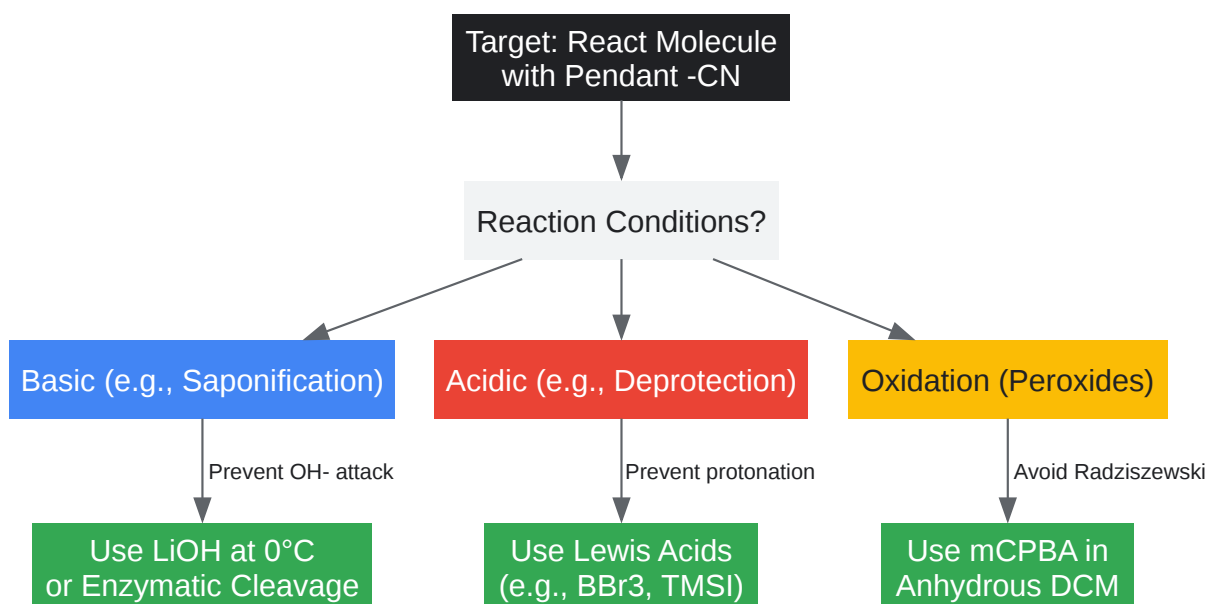 Target: React Molecule
with Pendant -CN
Reaction Conditions?
Basic (e.g., Saponification)
Acidic (e.g., Deprotection)
Oxidation (Peroxides)
Prevent OH- attack
Prevent protonation
Avoid Radziszewski
Use LiOH at 0°C
or Enzymatic Cleavage
Use Lewis Acids
(e.g., BBr3, TMSI)
Use mCPBA in
Anhydrous DCM